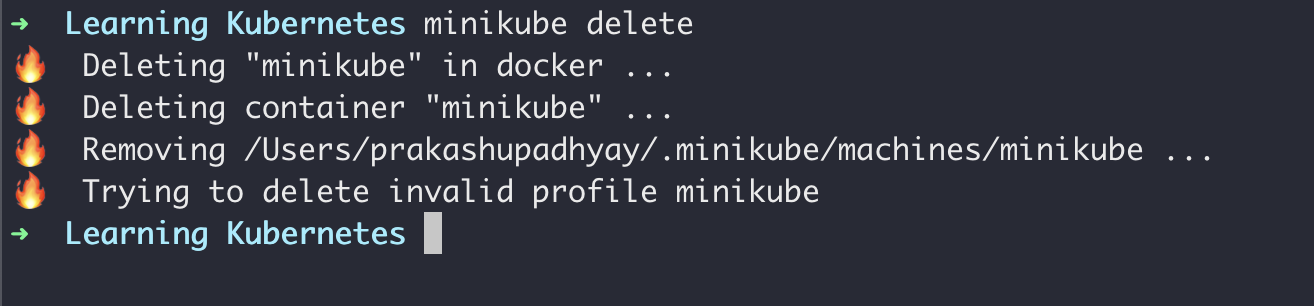 ➜  Learning Kubernetes minikube delete
🔥  Deleting "minikube" in docker ...
🔥  Deleting container "minikube" ...
🔥  Removing /Users/prakashupadhyay/.minikube/machines/minikube ...
🔥  Trying to delete invalid profile minikube
➜  Learning Kubernetes